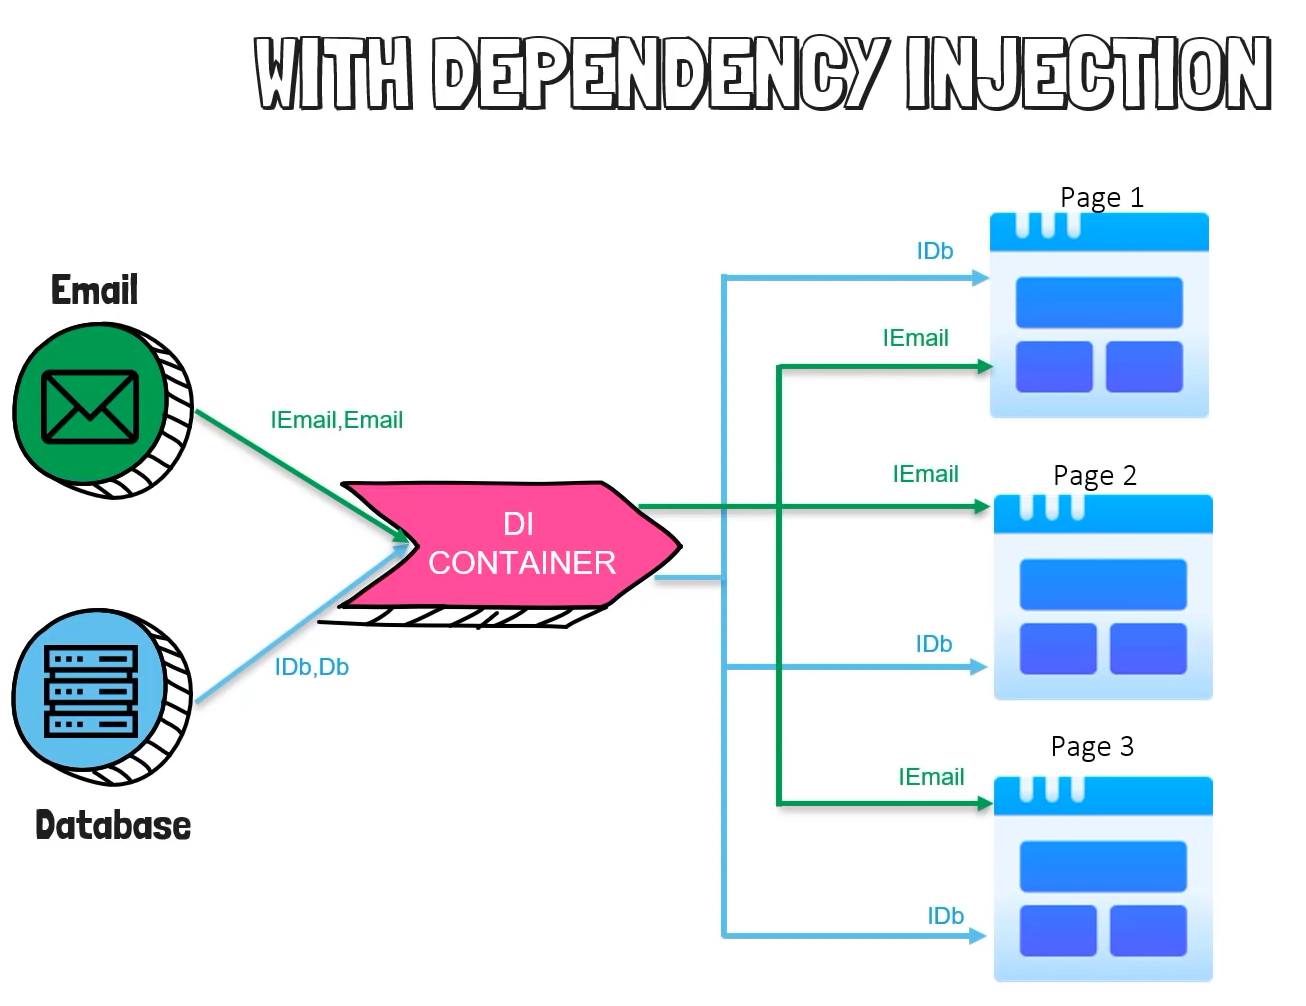 WITH DEPENDENCY INJECTION
Page 1
IDb
Email
IEmail
IEmail,Email
Page 2
IEmail
DI
CONTAINER
IDb
IDb,Db
Page 3
IEmail
Database
IDb